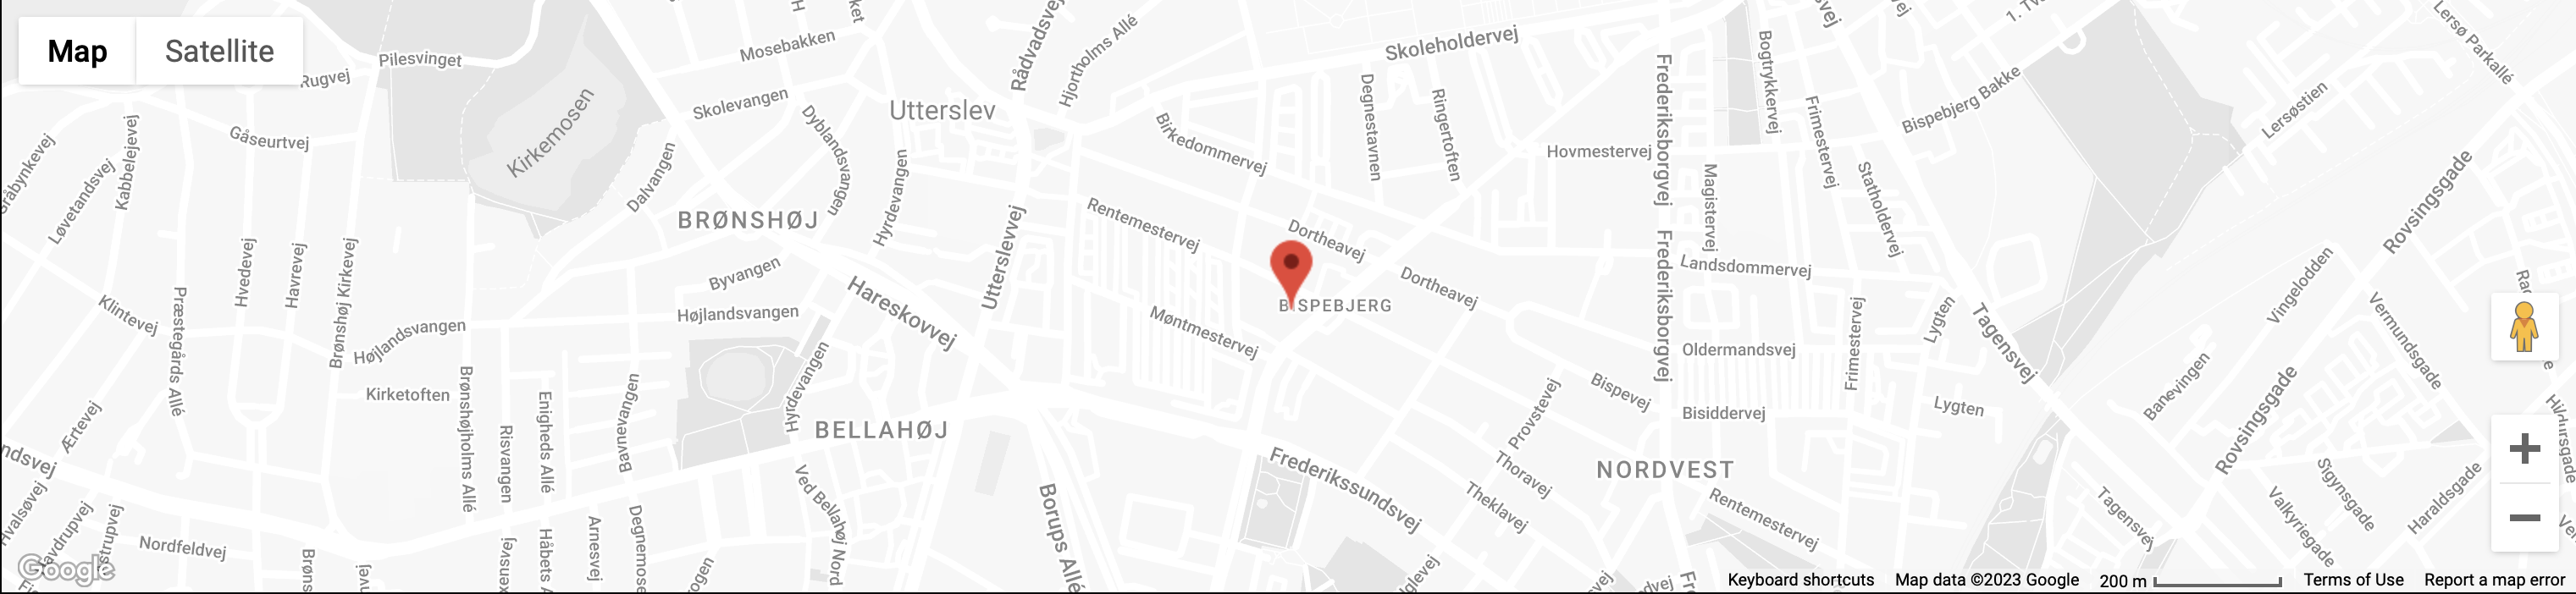 Map
Satellite
Pilesvinget
Rugvej
Mosebakken
Rådvadsvej
Hjortholms Allé
Skoleholdervej
Frederiksborgvej
Bogtrykkervej
Bispebjerg Bakke
Lersø Parkallé
Lersøstien
Gåseurtvej
Kabbelejevej
Løvetandsvej
Kirkemosen
Skolevangen
Dyblandsvangen
Utterslev
Birkedommervej
Degnestavnen
Ringertoften
Hovmestervej
Magistervej
Frimestervej
Statholdervej
Rovsingsgade
Dalvangen
BRØNSHØJ
Hyrdevangen
Utterslevvej
Rentemestervej
Dortheavej
Dortheavej
Frederiksborgvej
Landsdommervej
Hvedevej
Havrevej
Brønshøj Kirkevej
Præstegårds Allé
Klintevej
Byvangen
Højlandsvangen
Højlandsvangen
Hareskovvej
BISPEBJERG
Møntmestervej
Oldermandsvej
Frimestervej
Lygten
Tagensvej
Vingelodden
Vermundsgade
Kirketoften
Brønshøjholms Allé
Risvangen
Enigheds Allé
Bavnevangen
Hyrdevangen
BELLAHØJ
Bispevej
Bisiddervej
Lygten
Banevingen
Rovsingsgade
Ærtevej
Provstevej
Thoravej
Theklavej
Frederikssundsvej
NORDVEST
Rentemestervej
Ved Bellahøj Nord
Borups Allé
Tagensvej
Valkyriegade
Sigynsgade
Haraldsgade
Hvalsøvej
Nordfeldvej
Arnesvej
Google
Keyboard shortcuts
Map data ©2023 Google
200 m
Terms of Use
Report a map error